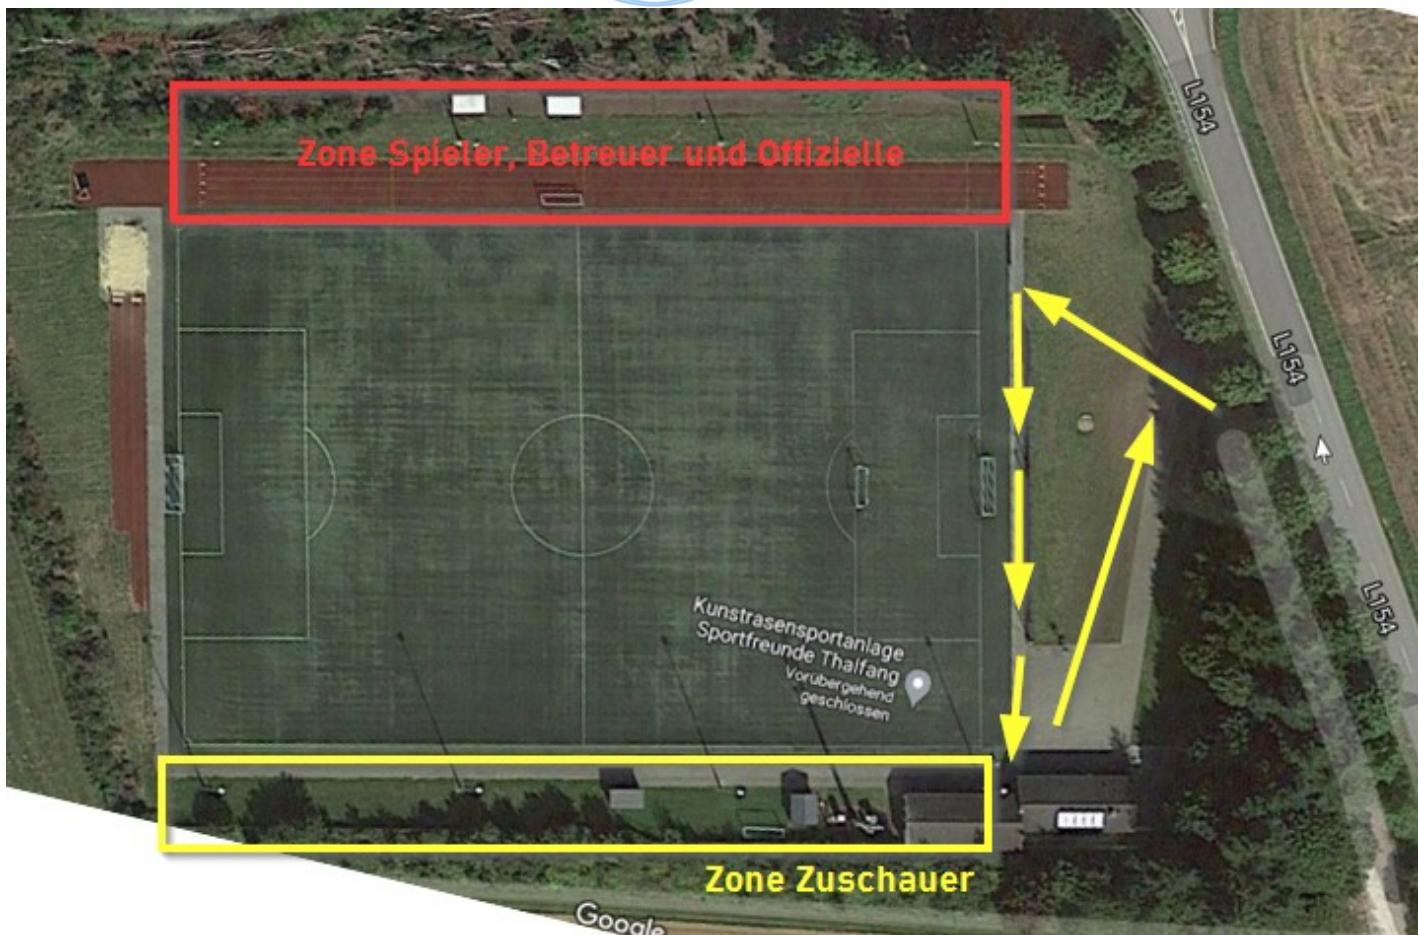 L154
Zone Spieler, Betreuer und Offizielle
L154
L154
Kunstrasensportanlage
Sportfreunde Thalfang
Vorübergehend
geschlossen
Zone Zuschauer
Google